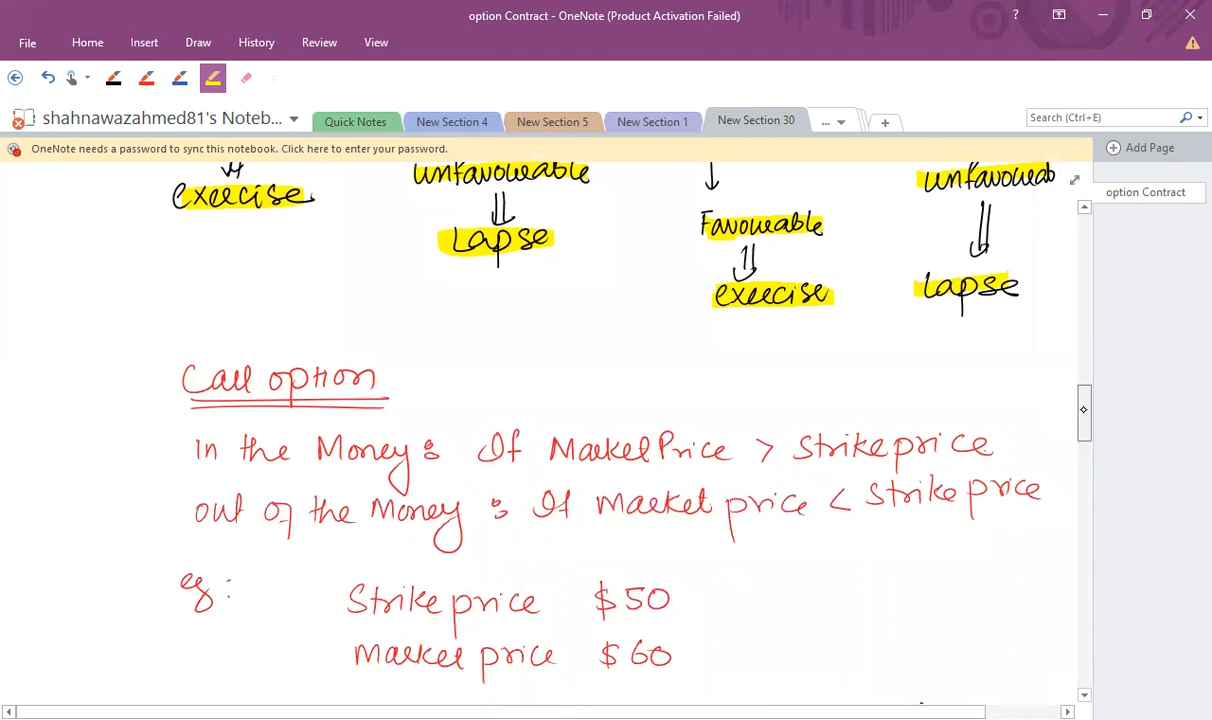 option Contract - OneNote (Product Activation Failed)
File Home Insert Draw History Review View
shahnawazahmed81's Noteb... Quick Notes New Section 4 New Section 5 New Section 1 New Section 30 ... Search (Ctrl+E)
OneNote needs a password to sync this notebook. Click here to enter your password.
Add Page
option Contract
exercise
unfavourable
Lapse
Favourable
exercise
unfavourab
Lapse
Call option
In the Money : If Market Price > Strike price
out of the Money : If Market price < Strike price
eg :
Strike price $ 50
Market price $ 60